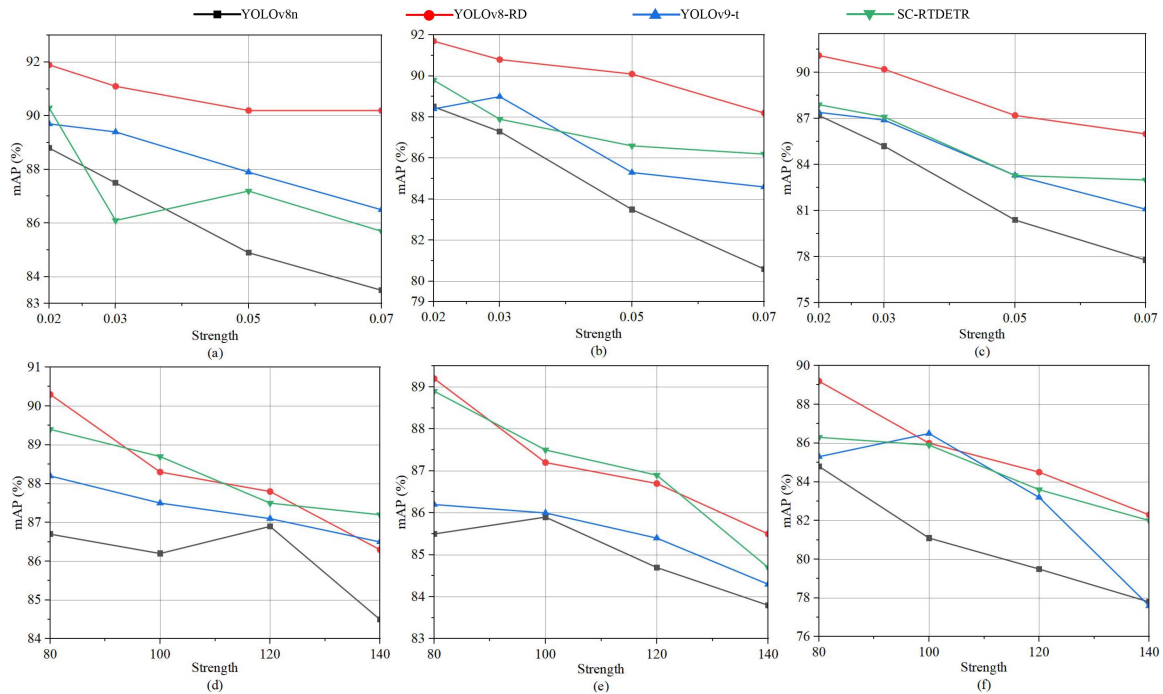 YOLOv8n YOLOv8-RD YOLOv9-t SC-RTDETR
mAP (%)
92
91
90
88
87
86
84
83
0.02 0.03 0.05 0.07
Strength
(a)
mAP (%)
92
91
90
88
87
86
84
83
82
80
79
0.02 0.03 0.05 0.07
Strength
(b)
mAP (%)
90
87
84
81
78
75
0.02 0.03 0.05 0.07
Strength
(c)
mAP (%)
91
90
89
88
87
86
85
84
80 100 120 140
Strength
(d)
mAP (%)
89
88
87
86
85
84
83
80 100 120 140
Strength
(e)
mAP (%)
90
88
86
84
82
80
78
76
80 100 120 140
Strength
(f)